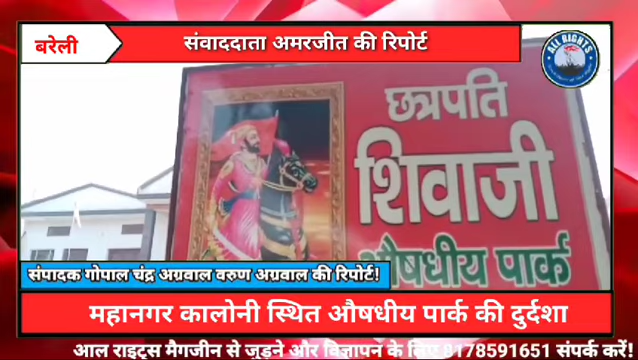 बरेली
संवाददाता अमरजीत की रिपोर्ट
ALL RIGHTS
छत्रपति
शिवाजी
औषधीय पार्क
संपादक गोपाल चंद्र अग्रवाल वरुण अग्रवाल की रिपोर्ट!
महानगर कालोनी स्थित औषधीय पार्क की दुर्दशा
आल राइट्स मैगजीन से जुड़ने और विज्ञापन के लिए 8178591651 संपर्क करें!